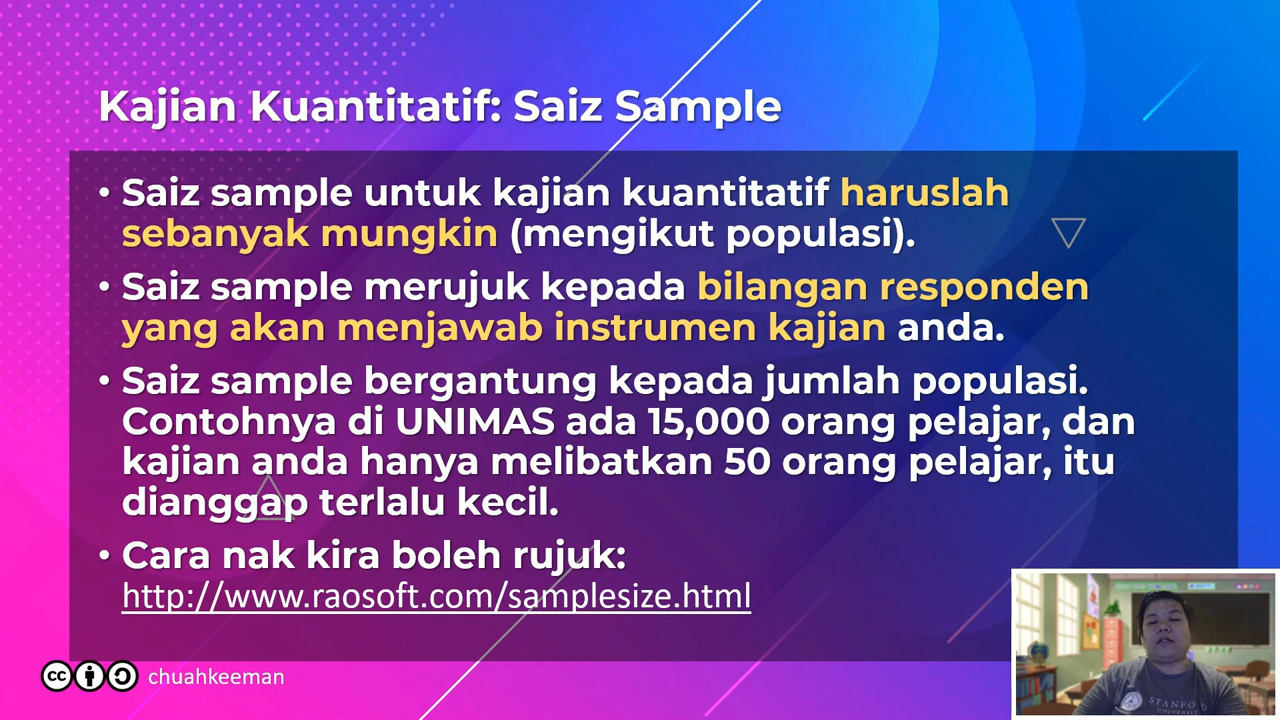 Kajian Kuantitatif: Saiz Sample
• Saiz sample untuk kajian kuantitatif haruslah
sebanyak mungkin (mengikut populasi).
• Saiz sample merujuk kepada bilangan responden
yang akan menjawab instrumen kajian anda.
• Saiz sample bergantung kepada jumlah populasi.
Contohnya di UNIMAS ada 15,000 orang pelajar, dan
kajian anda hanya melibatkan 50 orang pelajar, itu
dianggap terlalu kecil.
• Cara nak kira boleh rujuk:
http://www.raosoft.com/samplesize.html
cc
chuahkeeman
STANFORD
UNIVERSITY